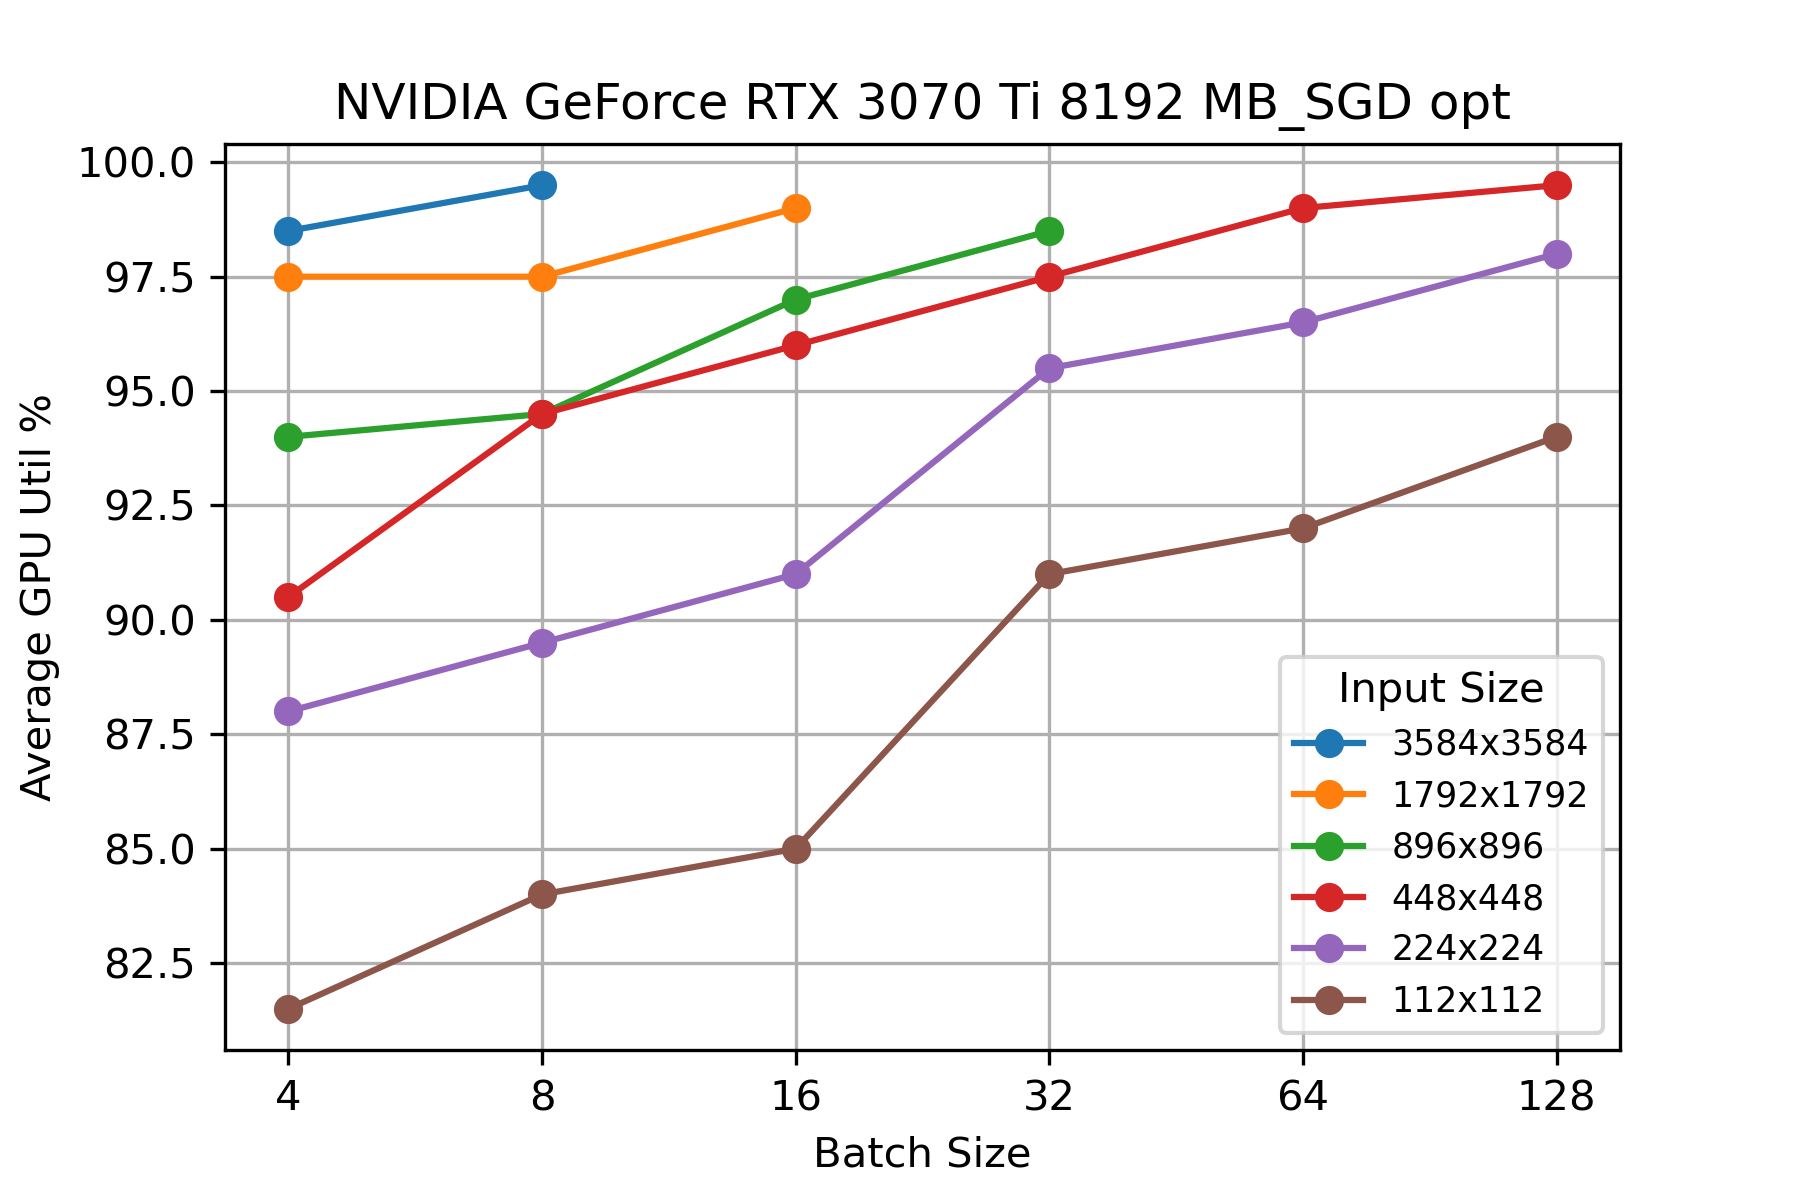 NVIDIA GeForce RTX 3070 Ti 8192 MB_SGD opt
100.0
97.5
95.0
92.5
90.0
87.5
85.0
82.5
Average GPU Util %
Input Size
3584x3584
1792x1792
896x896
448x448
224x224
112x112
4 8 16 32 64 128
Batch Size